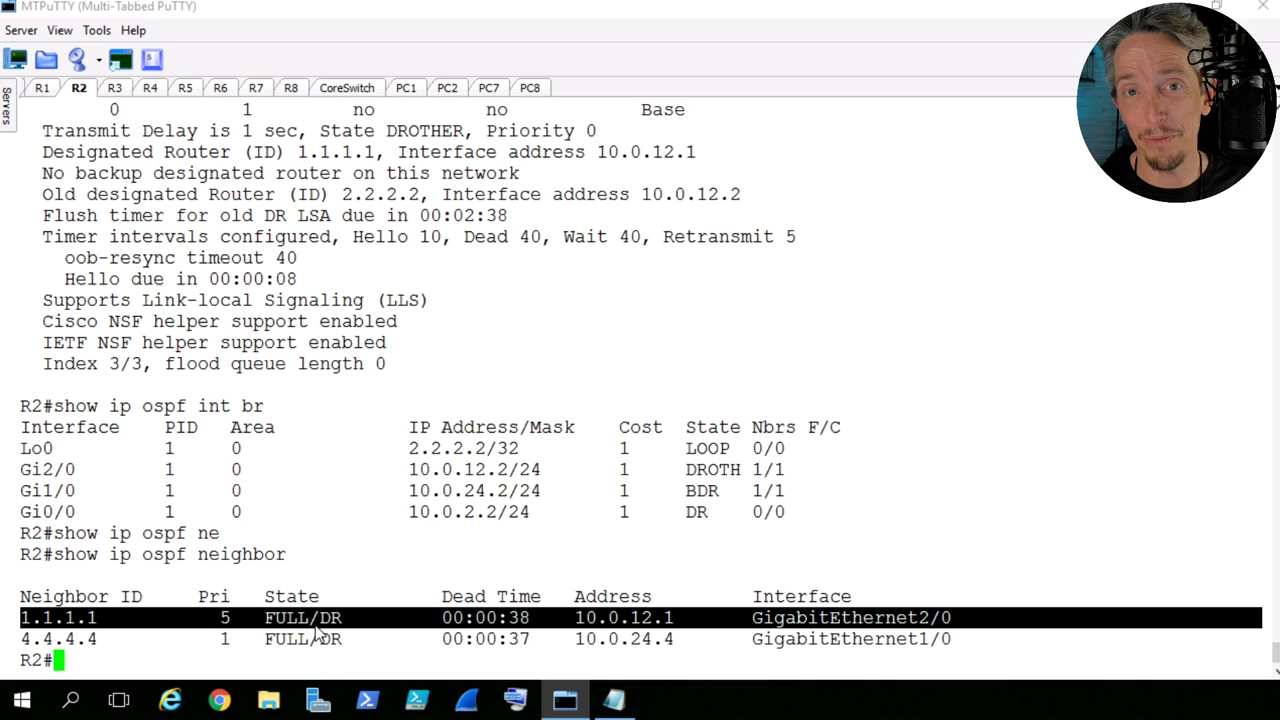 MTPuTTY (Multi-Tabbed PuTTY)
Server View Tools Help
R1 R2 R3 R4 R5 R6 R7 R8 CoreSwitch PC1 PC2 PC7 PC8
Servers
0 1 no no Base
Transmit Delay is 1 sec, State DROTHER, Priority 0
Designated Router (ID) 1.1.1.1, Interface address 10.0.12.1
No backup designated router on this network
Old designated Router (ID) 2.2.2.2, Interface address 10.0.12.2
Flush timer for old DR LSA due in 00:02:38
Timer intervals configured, Hello 10, Dead 40, Wait 40, Retransmit 5
oob-resync timeout 40
Hello due in 00:00:08
Supports Link-local Signaling (LLS)
Cisco NSF helper support enabled
IETF NSF helper support enabled
Index 3/3, flood queue length 0
R2#show ip ospf int br
Interface PID Area IP Address/Mask Cost State Nbrs F/C
Lo0 1 0 2.2.2.2/32 1 LOOP 0/0
Gi2/0 1 0 10.0.12.2/24 1 DROTH 1/1
Gi1/0 1 0 10.0.24.2/24 1 BDR 1/1
Gi0/0 1 0 10.0.2.2/24 1 DR 0/0
R2#show ip ospf ne
R2#show ip ospf neighbor
Neighbor ID Pri State Dead Time Address Interface
1.1.1.1 5 FULL/DR 00:00:38 10.0.12.1 GigabitEthernet2/0
4.4.4.4 1 FULL/DR 00:00:37 10.0.24.4 GigabitEthernet1/0
R2#